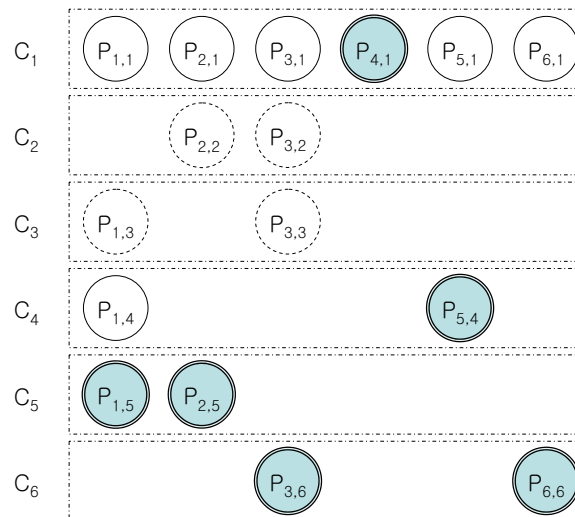 C1 P1,1 P2,1 P3,1 P4,1 P5,1 P6,1
C2 P2,2 P3,2
C3 P1,3 P3,3
C4 P1,4 P5,4
C5 P1,5 P2,5
C6 P3,6 P6,6